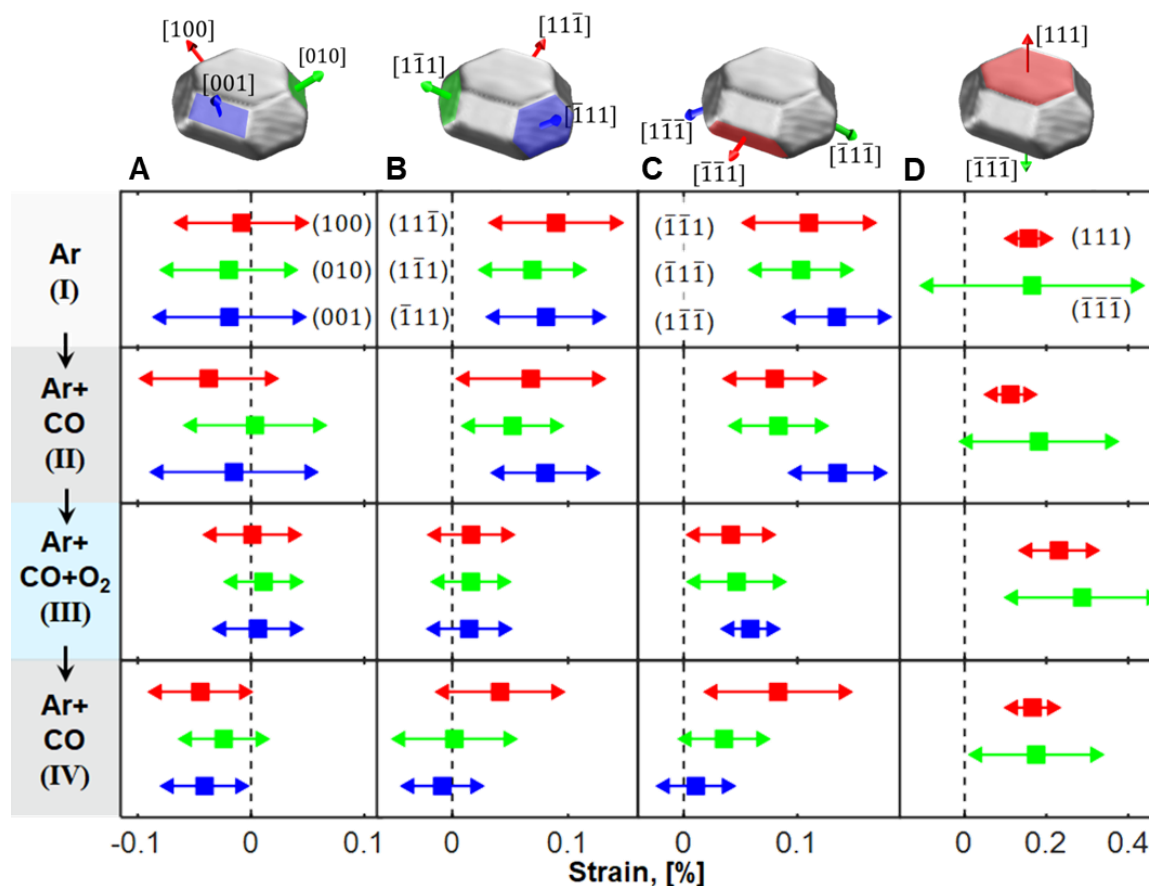 [100]
[010]
[001]
[111̄]
[11̄1]
[1̄11]
[11̄1̄]
[1̄11̄]
[1̄1̄1]
[111]
[1̄1̄1̄]
A
B
C
D
Ar
(I)
(100)
(010)
(001)
(111̄)
(11̄1)
(1̄11)
(1̄1̄1)
(1̄11̄)
(11̄1̄)
(111)
(1̄1̄1̄)
Ar+
CO
(II)
Ar+
CO+O₂
(III)
Ar+
CO
(IV)
-0.1 0 0.1 0 0.1 0 0.1 0 0.2 0.4
Strain, [%]